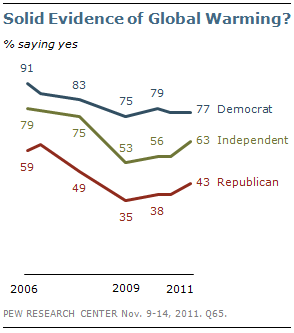 Solid Evidence of Global Warming?
% saying yes
91
83
79
75
77 Democrat
79
75
63 Independent
56
53
59
49
43 Republican
38
35
2006 2009 2011
PEW RESEARCH CENTER Nov. 9-14, 2011. Q65.